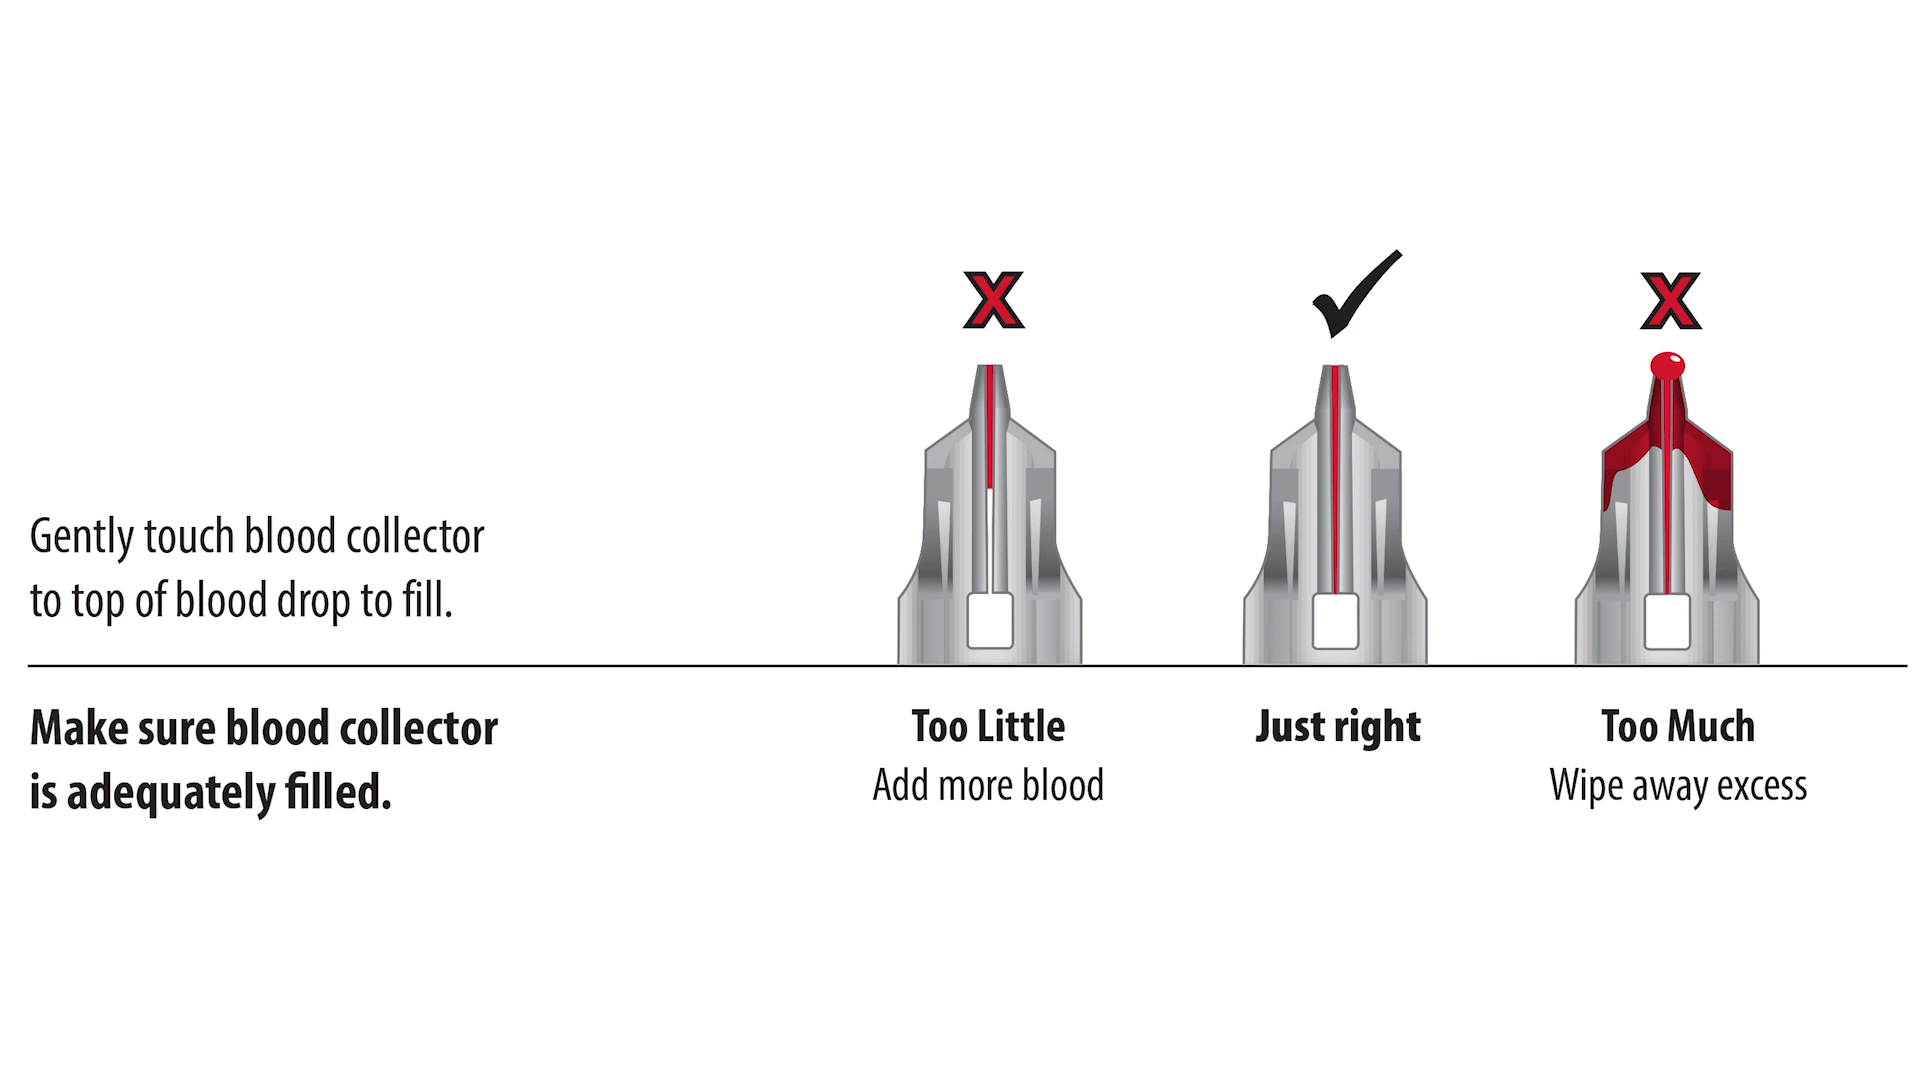 Gently touch blood collector
to top of blood drop to fill.
Make sure blood collector
is adequately filled.
X
Too Little
Add more blood
Just right
X
Too Much
Wipe away excess